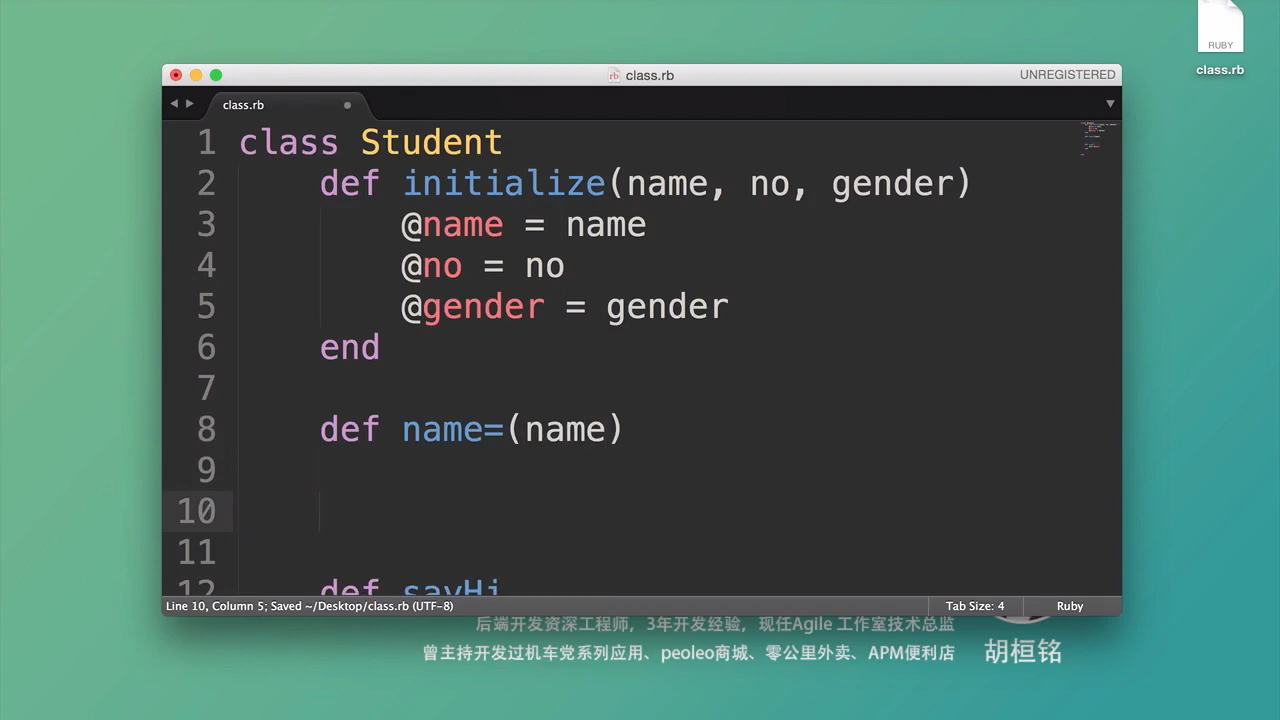 RUBY
class.rb
class.rb
UNREGISTERED
class.rb
1 class Student
2 def initialize(name, no, gender)
3 @name = name
4 @no = no
5 @gender = gender
6 end
7
8 def name=(name)
9
10
11
12 def sayHi
Line 10, Column 5; Saved ~/Desktop/class.rb (UTF-8)
Tab Size: 4
Ruby
后端开发资深工程师，3年开发经验，现任Agile 工作室技术总监
曾主持开发过机车党系列应用、peoleo商城、零公里外卖、APM便利店
胡桓铭